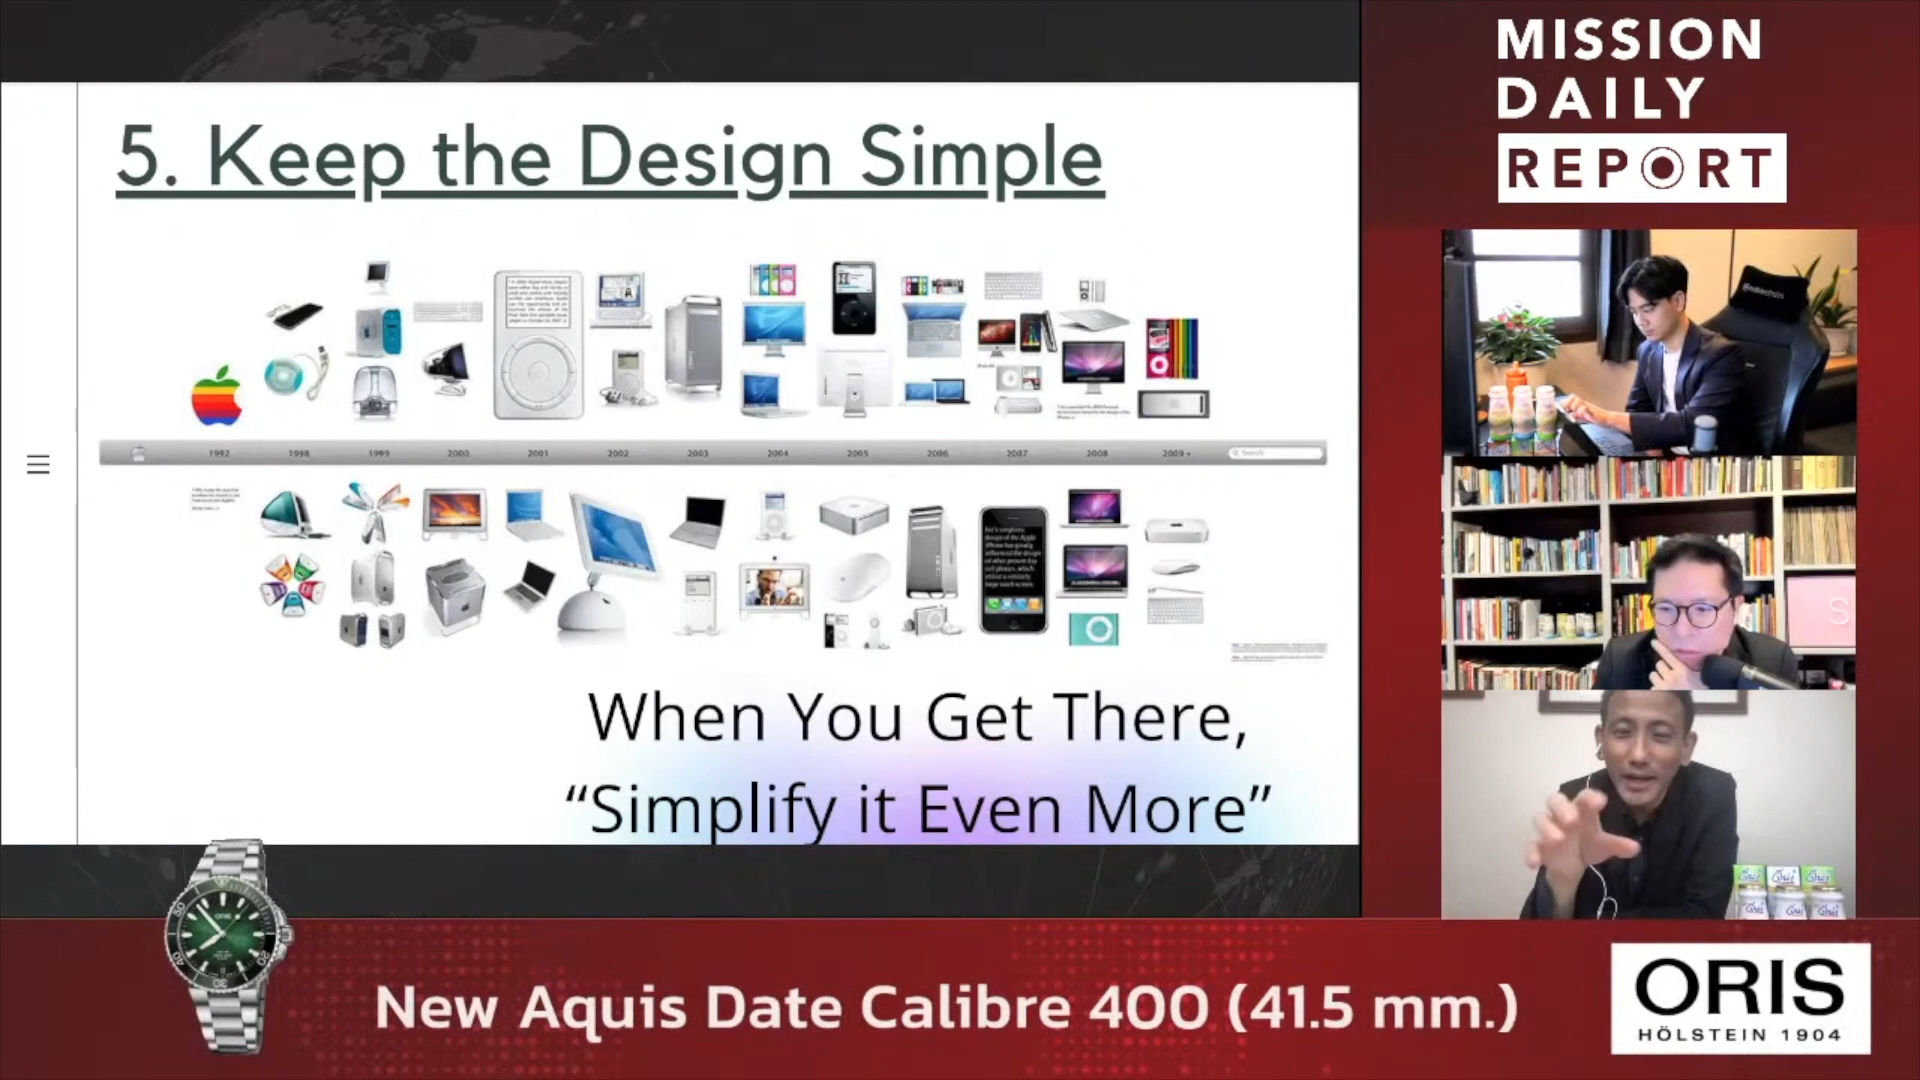 5. Keep the Design Simple
1992 1998 1999 2000 2001 2002 2003 2004 2005 2006 2007 2008 2009 +
Search
When You Get There,
“Simplify it Even More”
MISSION
DAILY
REPORT
New Aquis Date Calibre 400 (41.5 mm.)
ORIS
HÖLSTEIN 1904